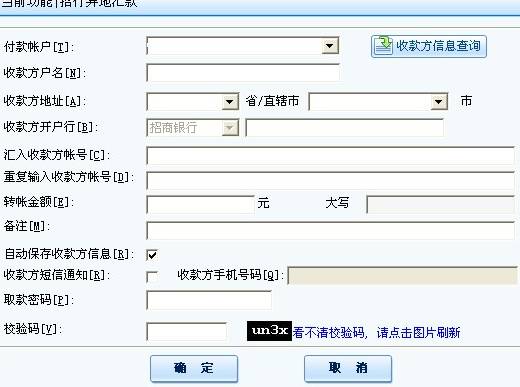 当前功能|招行异地汇款
付款帐户[T]: 收款方信息查询
收款方户名[N]:
收款方地址[A]: 省/直辖市 市
收款方开户行[B]: 招商银行
汇入收款方帐号[C]:
重复输入收款方帐号[D]:
转帐金额[E]: 元 大写
备注[M]:
自动保存收款方信息[R]:
收款方短信通知[R]: 收款方手机号码[Q]:
取款密码[P]:
校验码[V]: un3x 看不清校验码, 请点击图片刷新
确 定 取 消